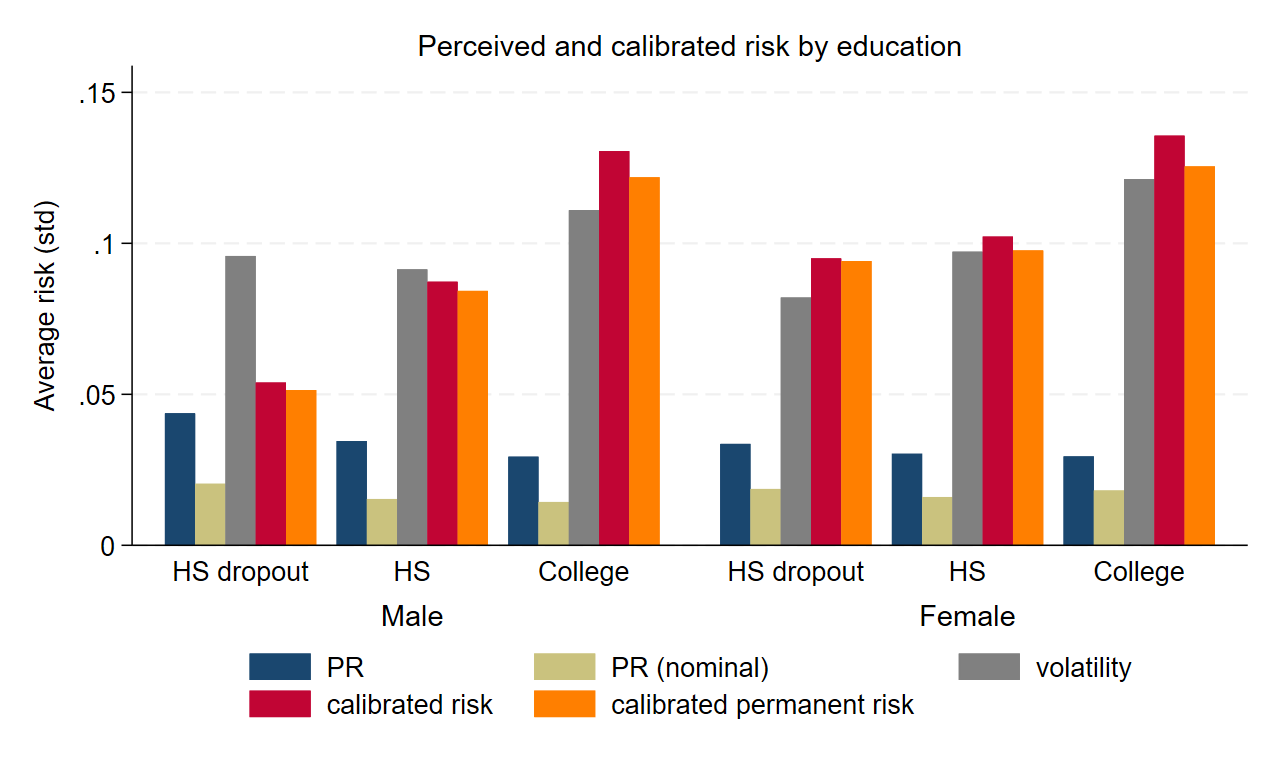 Perceived and calibrated risk by education
Average risk (std)
.15
.1
.05
0
HS dropout HS College HS dropout HS College
Male Female
PR PR (nominal) volatility
calibrated risk calibrated permanent risk